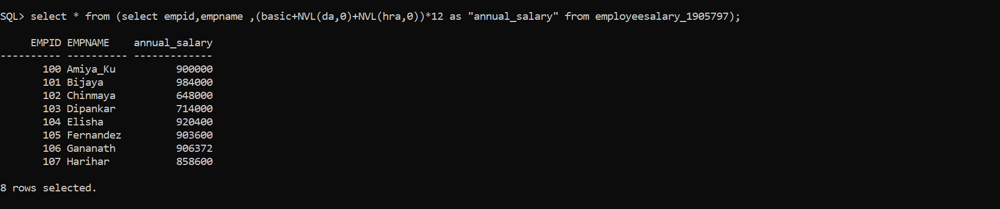 SQL> select * from (select empid,empname ,(basic+NVL(da,0)+NVL(hra,0))*12 as "annual_salary" from employeesalary_1905797);
EMPID EMPNAME annual_salary
---------- ---------- -------------
100 Amiya_Ku 900000
101 Bijaya 984000
102 Chinmaya 648000
103 Dipankar 714000
104 Elisha 920400
105 Fernandez 903600
106 Gananath 906372
107 Harihar 858600
8 rows selected.